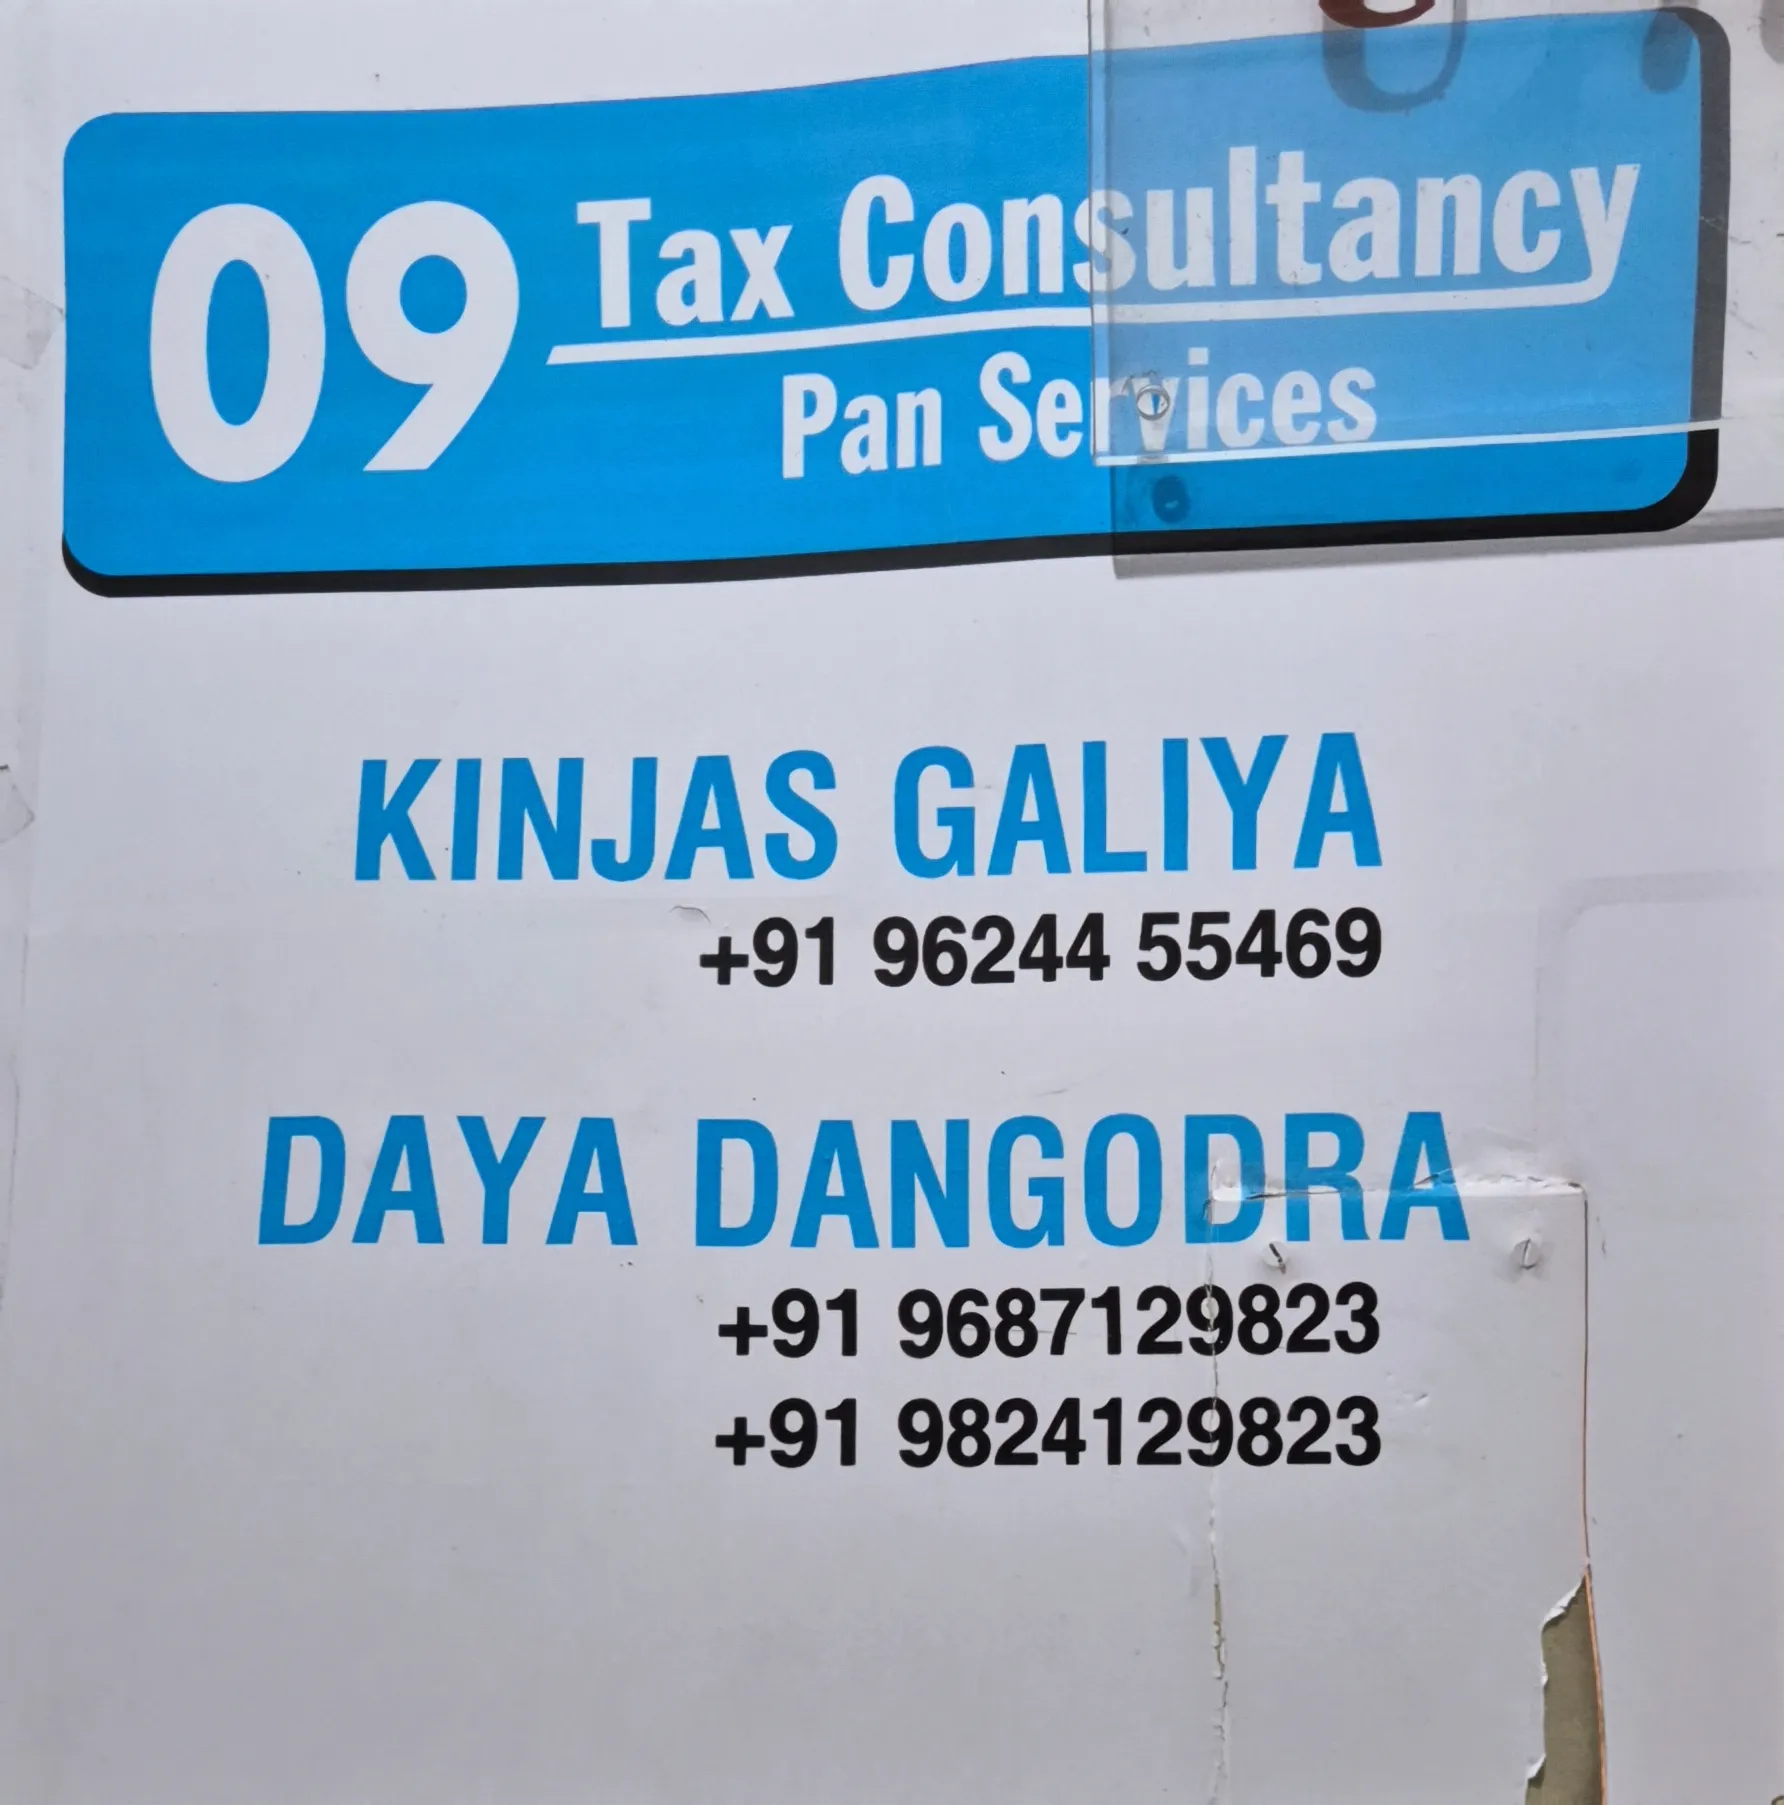 09 Tax Consultancy
Pan Services
KINJAS GALIYA
+91 96244 55469
DAYA DANGODRA
+91 9687129823
+91 9824129823